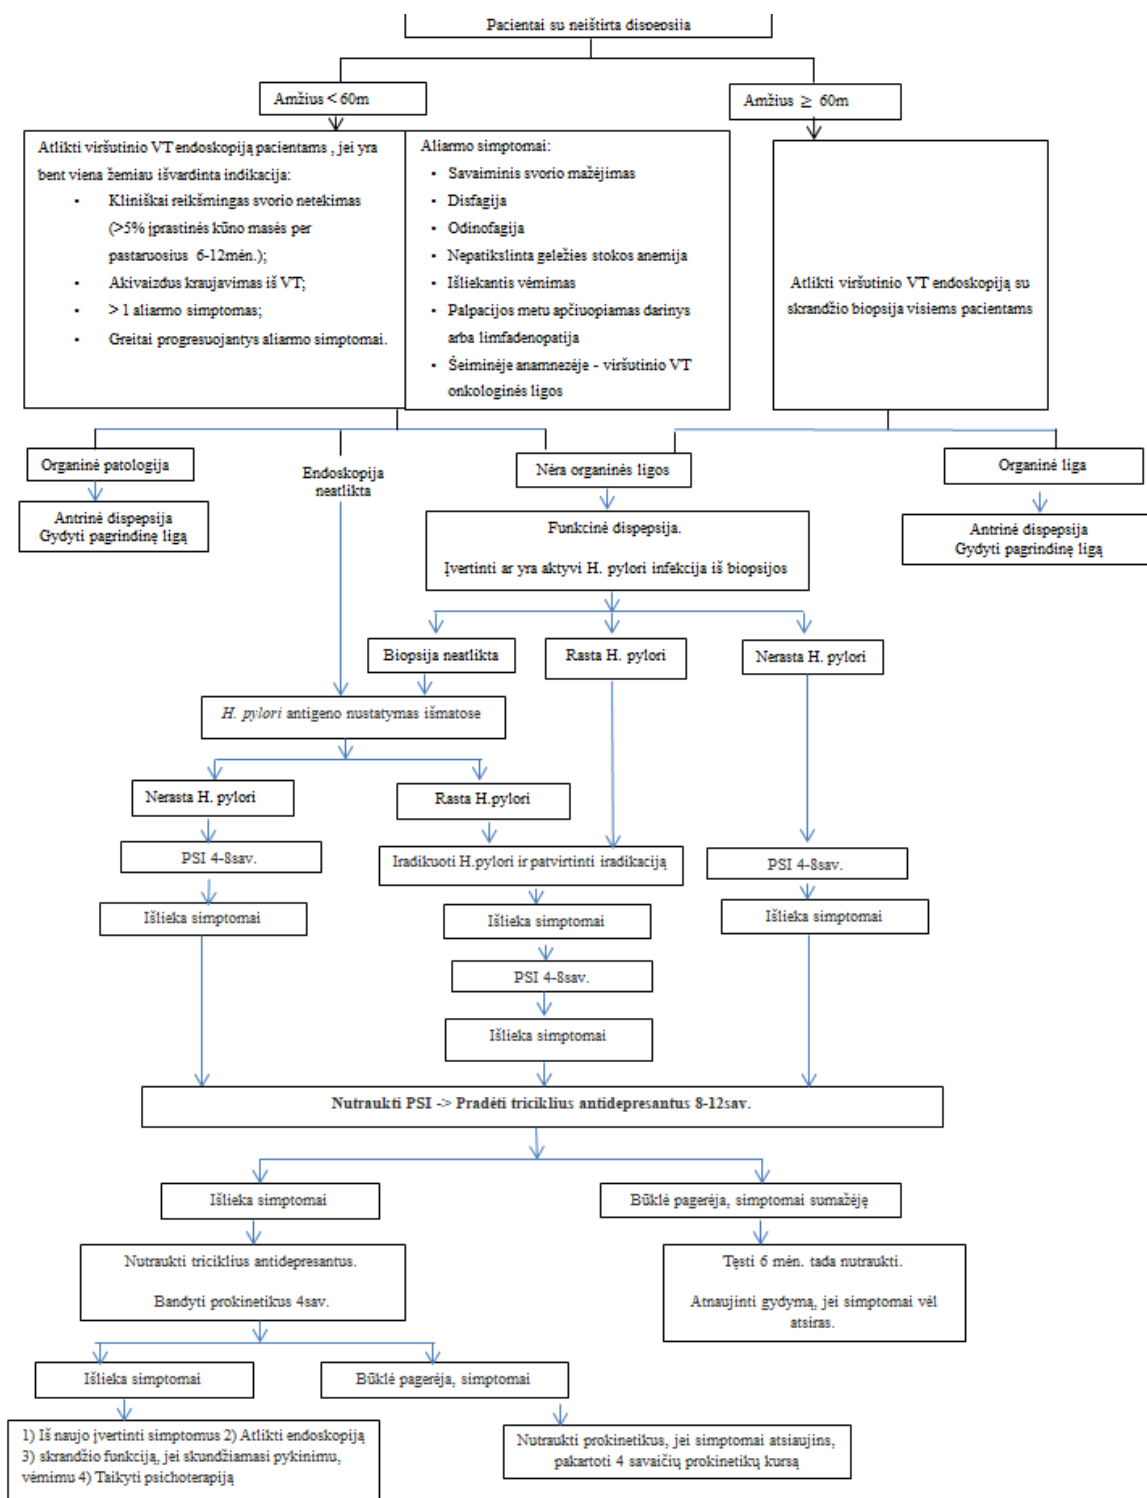 Pacientai su neištirta dispepsija
Amžius < 60m
Amžius ≥ 60m
Atlikti viršutinio VT endoskopiją pacientams , jei yra
bent viena žemiau išvardinta indikacija:
▪ Kliniškai reikšmingas svorio netekimas
(>5% įprastinės kūno masės per
pastaruosius 6-12mėn.);
▪ Akivaizdus kraujavimas iš VT;
▪ > 1 aliarmo simptomas;
▪ Greitai progresuojantys aliarmo simptomai.
Aliarmo simptomai:
• Savaiminis svorio mažėjimas
• Disfagija
• Odinofagija
• Nepatikslinta geležies stokos anemija
• Išliekantis vėmimas
• Palpacijos metu apčiuopiamas darinys
arba limfadenopatija
• Šeiminėje anamnezėje - viršutinio VT
onkologinės ligos
Atlikti viršutinio VT endoskopiją su
skrandžio biopsija visiems pacientams
Organinė patologija
Endoskopija
neatlikta
Nėra organinės ligos
Organinė liga
Antrinė dispepsija
Gydyti pagrindinę ligą
Funkcinė dispepsija.
Įvertinti ar yra aktyvi H. pylori infekcija iš biopsijos
Antrinė dispepsija
Gydyti pagrindinę ligą
Biopsija neatlikta
Rasta H. pylori
Nerasta H. pylori
H. pylori antigeno nustatymas išmatose
Nerasta H. pylori
Rasta H.pylori
PSI 4-8sav.
Iradikuoti H.pylori ir patvirtinti iradikaciją
PSI 4-8sav.
Išlieka simptomai
Išlieka simptomai
Išlieka simptomai
PSI 4-8sav.
Išlieka simptomai
Nutraukti PSI -> Pradėti triciklius antidepresantus 8-12sav.
Išlieka simptomai
Būklė pagerėja, simptomai sumažėję
Nutraukti triciklius antidepresantus.
Bandyti prokinetikus 4sav.
Tęsti 6 mėn. tada nutraukti.
Atnaujinti gydymą, jei simptomai vėl
atsiras.
Išlieka simptomai
Būklė pagerėja, simptomai
1) Iš naujo įvertinti simptomus 2) Atlikti endoskopiją
3) skrandžio funkciją, jei skundžiamasi pykinimu,
vėmimu 4) Taikyti psichoterapiją
Nutraukti prokinetikus, jei simptomai atsiaujins,
pakartoti 4 savaičių prokinetikų kursą